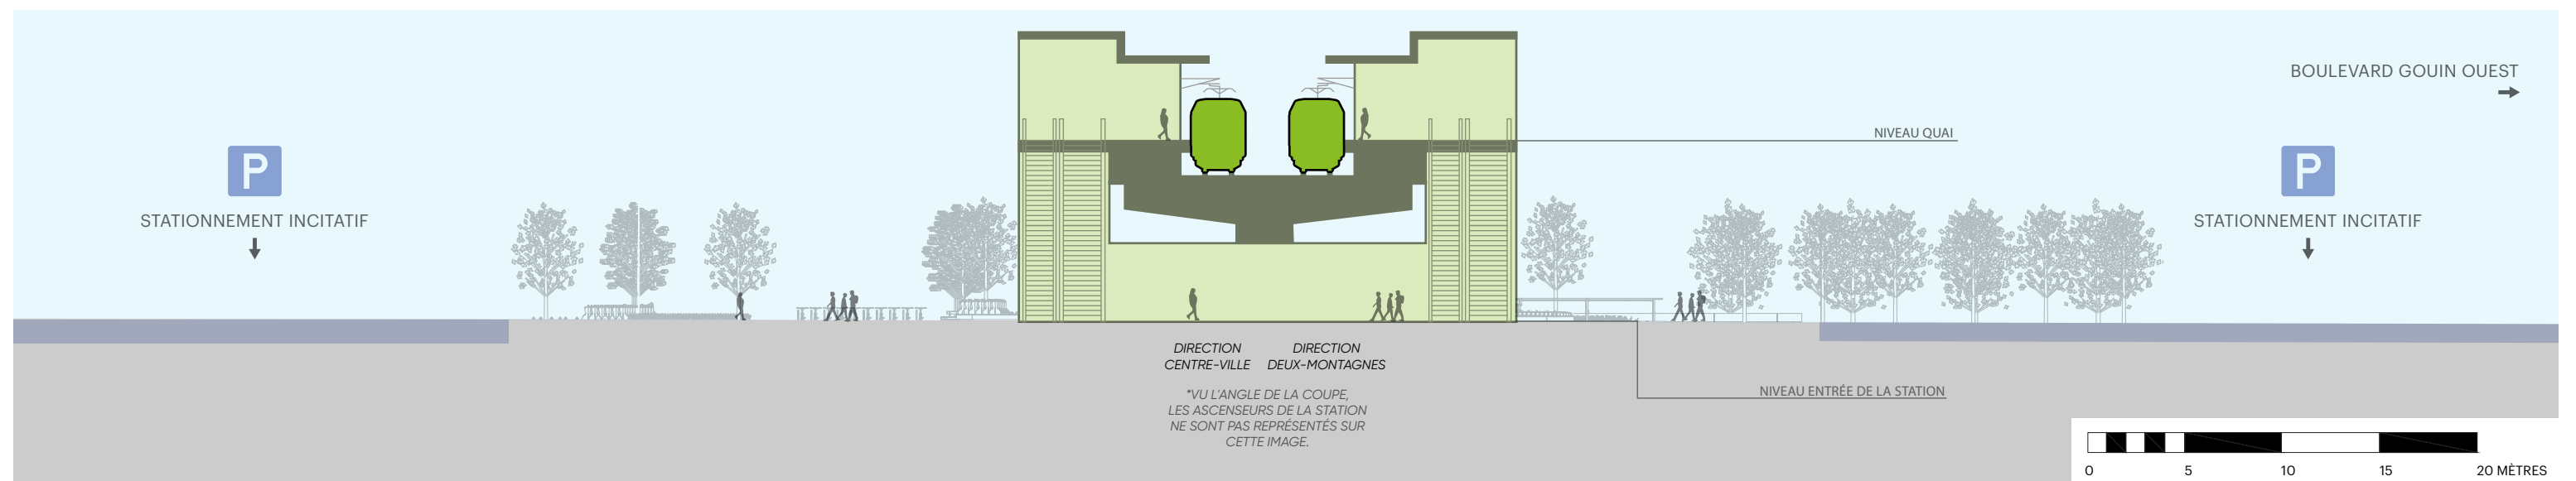 BOULEVARD GOUIN OUEST
NIVEAU QUAI
P
STATIONNEMENT INCITATIF
P
STATIONNEMENT INCITATIF
DIRECTION
CENTRE-VILLE
DIRECTION
DEUX-MONTAGNES
*VU L'ANGLE DE LA COUPE,
LES ASCENSEURS DE LA STATION
NE SONT PAS REPRÉSENTÉS SUR
CETTE IMAGE.
NIVEAU ENTRÉE DE LA STATION
0 5 10 15 20 MÈTRES